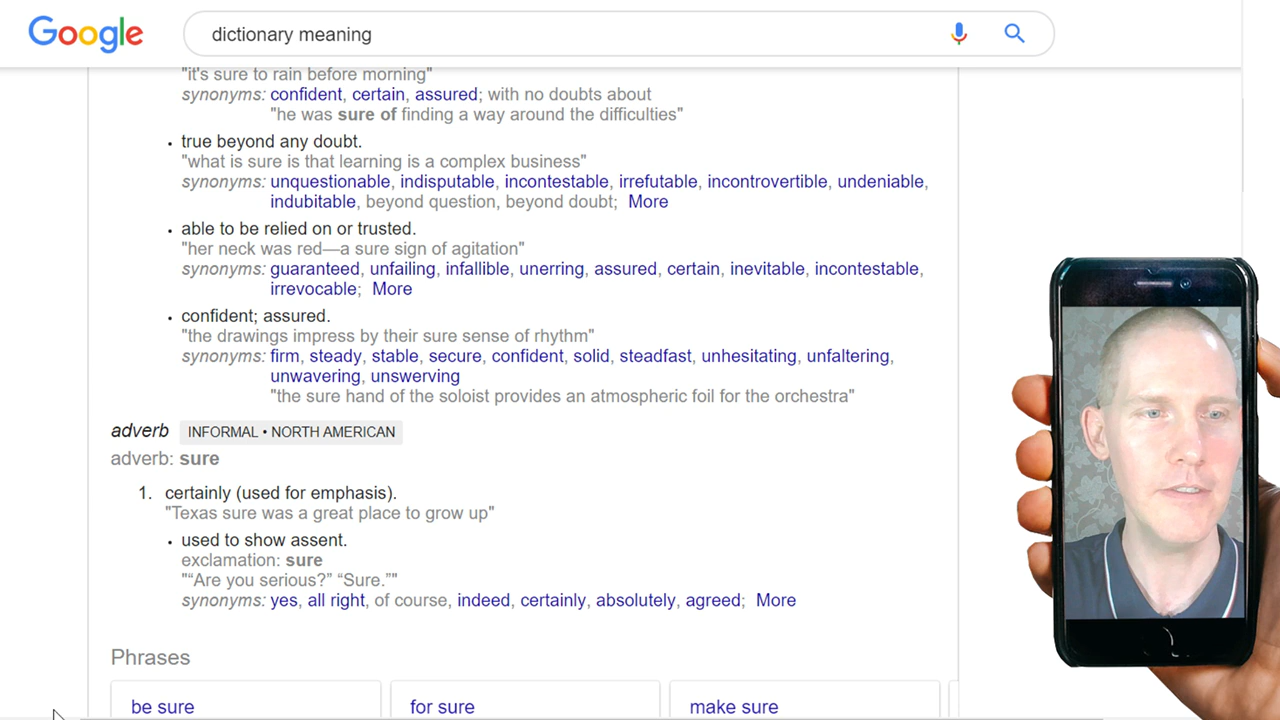 Google
dictionary meaning
"it's sure to rain before morning"
synonyms: confident, certain, assured; with no doubts about
"he was sure of finding a way around the difficulties"
• true beyond any doubt.
"what is sure is that learning is a complex business"
synonyms: unquestionable, indisputable, incontestable, irrefutable, incontrovertible, undeniable,
indubitable, beyond question, beyond doubt; More
• able to be relied on or trusted.
"her neck was red—a sure sign of agitation"
synonyms: guaranteed, unfailing, infallible, unerring, assured, certain, inevitable, incontestable,
irrevocable; More
• confident; assured.
"the drawings impress by their sure sense of rhythm"
synonyms: firm, steady, stable, secure, confident, solid, steadfast, unhesitating, unfaltering,
unwavering, unswerving
"the sure hand of the soloist provides an atmospheric foil for the orchestra"
adverb INFORMAL • NORTH AMERICAN
adverb: sure
1. certainly (used for emphasis).
"Texas sure was a great place to grow up"
• used to show assent.
exclamation: sure
"“Are you serious?” “Sure.”"
synonyms: yes, all right, of course, indeed, certainly, absolutely, agreed; More
Phrases
be sure
for sure
make sure